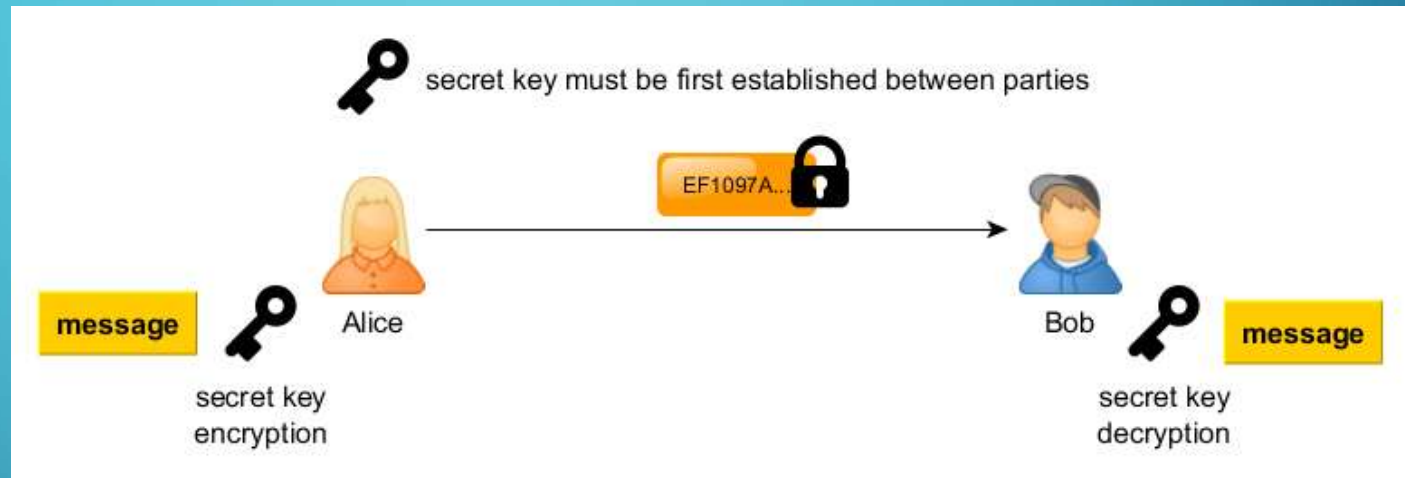 secret key must be first established between parties
EF1097A...
Alice
Bob
message
message
secret key
encryption
secret key
decryption